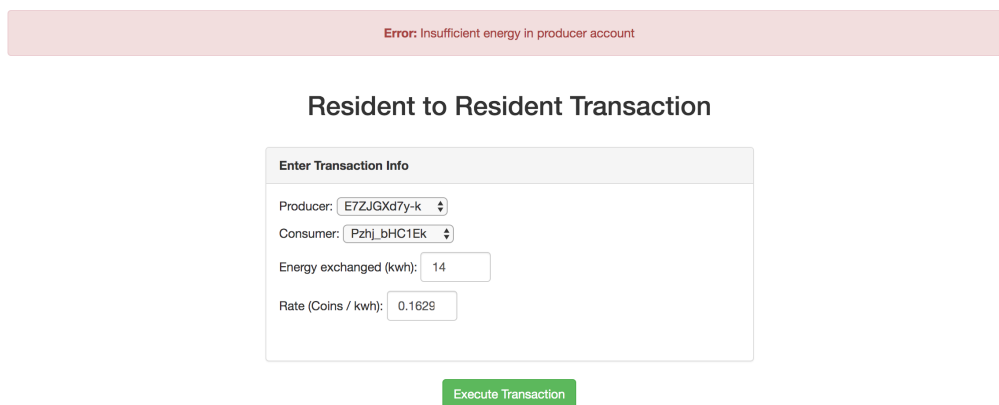 Error: Insufficient energy in producer account
Resident to Resident Transaction
Enter Transaction Info
Producer: E7ZJGXd7y-k
Consumer: Pzhj_bHC1Ek
Energy exchanged (kwh): 14
Rate (Coins / kwh): 0.1629
Execute Transaction